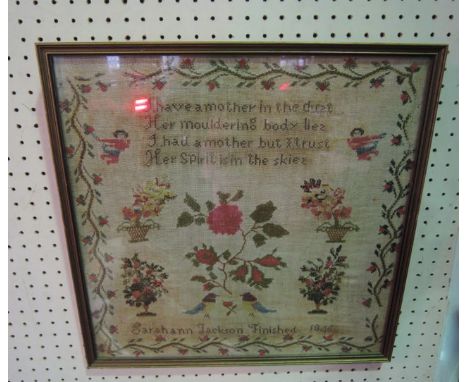 I have a mother in the dust
Her mouldering body lies
I had a mother but I trust
Her Spirit is in the skies
Sarahann Jackson Finished